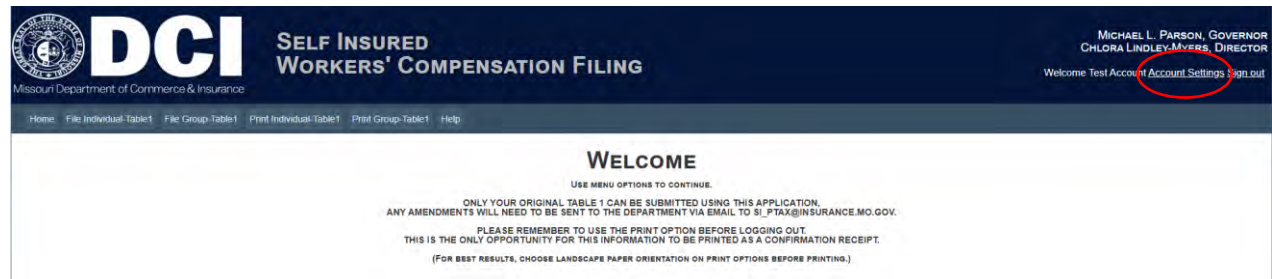 DCI
Missouri Department of Commerce & Insurance
SELF INSURED
WORKERS' COMPENSATION FILING
MICHAEL L. PARSON, GOVERNOR
CHLORA LINDLEY-MYERS, DIRECTOR
Welcome Test Account Account Settings Sign out
Home File Individual-Table1 File Group-Table1 Print Individual-Table1 Print Group-Table1 Help
WELCOME
USE MENU OPTIONS TO CONTINUE.
ONLY YOUR ORIGINAL TABLE 1 CAN BE SUBMITTED USING THIS APPLICATION,
ANY AMENDMENTS WILL NEED TO BE SENT TO THE DEPARTMENT VIA EMAIL TO SI_PTAX@INSURANCE.MO.GOV.
PLEASE REMEMBER TO USE THE PRINT OPTION BEFORE LOGGING OUT.
THIS IS THE ONLY OPPORTUNITY FOR THIS INFORMATION TO BE PRINTED AS A CONFIRMATION RECEIPT.
(FOR BEST RESULTS, CHOOSE LANDSCAPE PAPER ORIENTATION ON PRINT OPTIONS BEFORE PRINTING.)